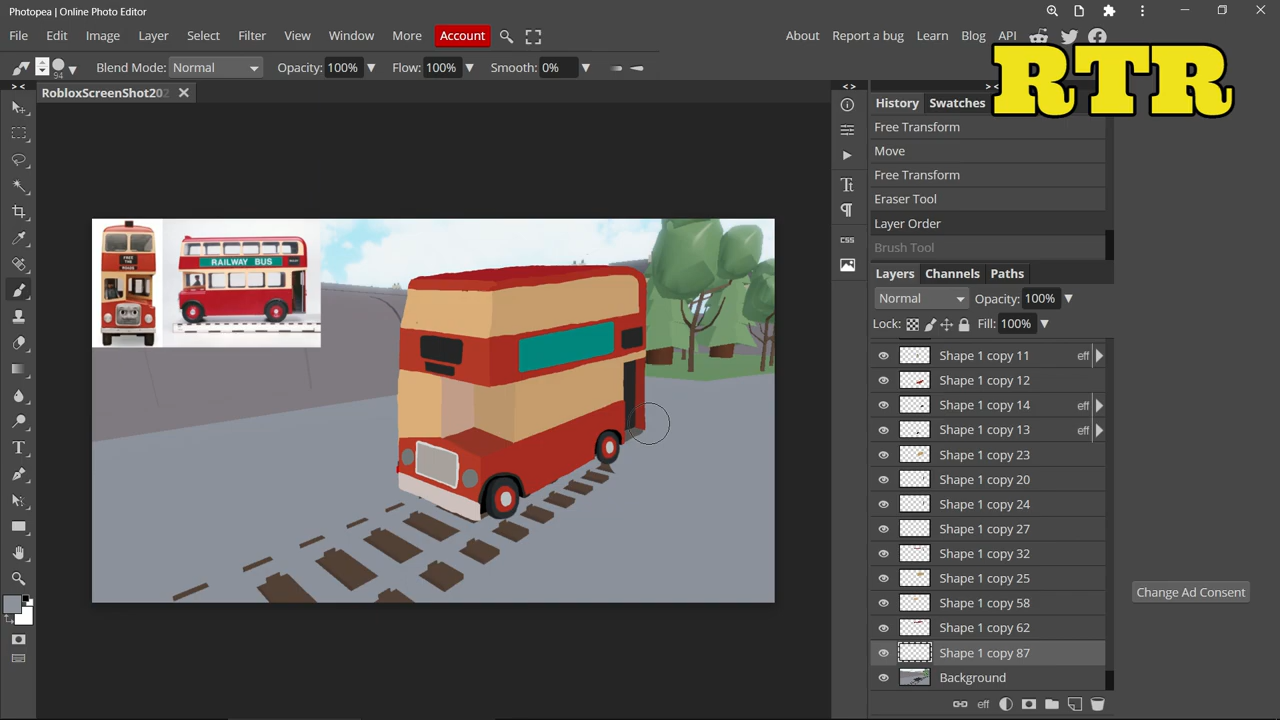 Photopea | Online Photo Editor
File Edit Image Layer Select Filter View Window More Account
About Report a bug Learn Blog API
94 Blend Mode: Normal Opacity: 100% Flow: 100% Smooth: 0%
RobloxScreenShot202
RTR
FREE THE ROADS
RAILWAY BUS
History Swatches
Free Transform
Move
Free Transform
Eraser Tool
Layer Order
Brush Tool
Layers Channels Paths
Normal Opacity: 100%
Lock: Fill: 100%
Shape 1 copy 11 eff
Shape 1 copy 12
Shape 1 copy 14 eff
Shape 1 copy 13 eff
Shape 1 copy 23
Shape 1 copy 20
Shape 1 copy 24
Shape 1 copy 27
Shape 1 copy 32
Shape 1 copy 25
Shape 1 copy 58
Shape 1 copy 62
Shape 1 copy 87
Background
eff
CSS
Change Ad Consent